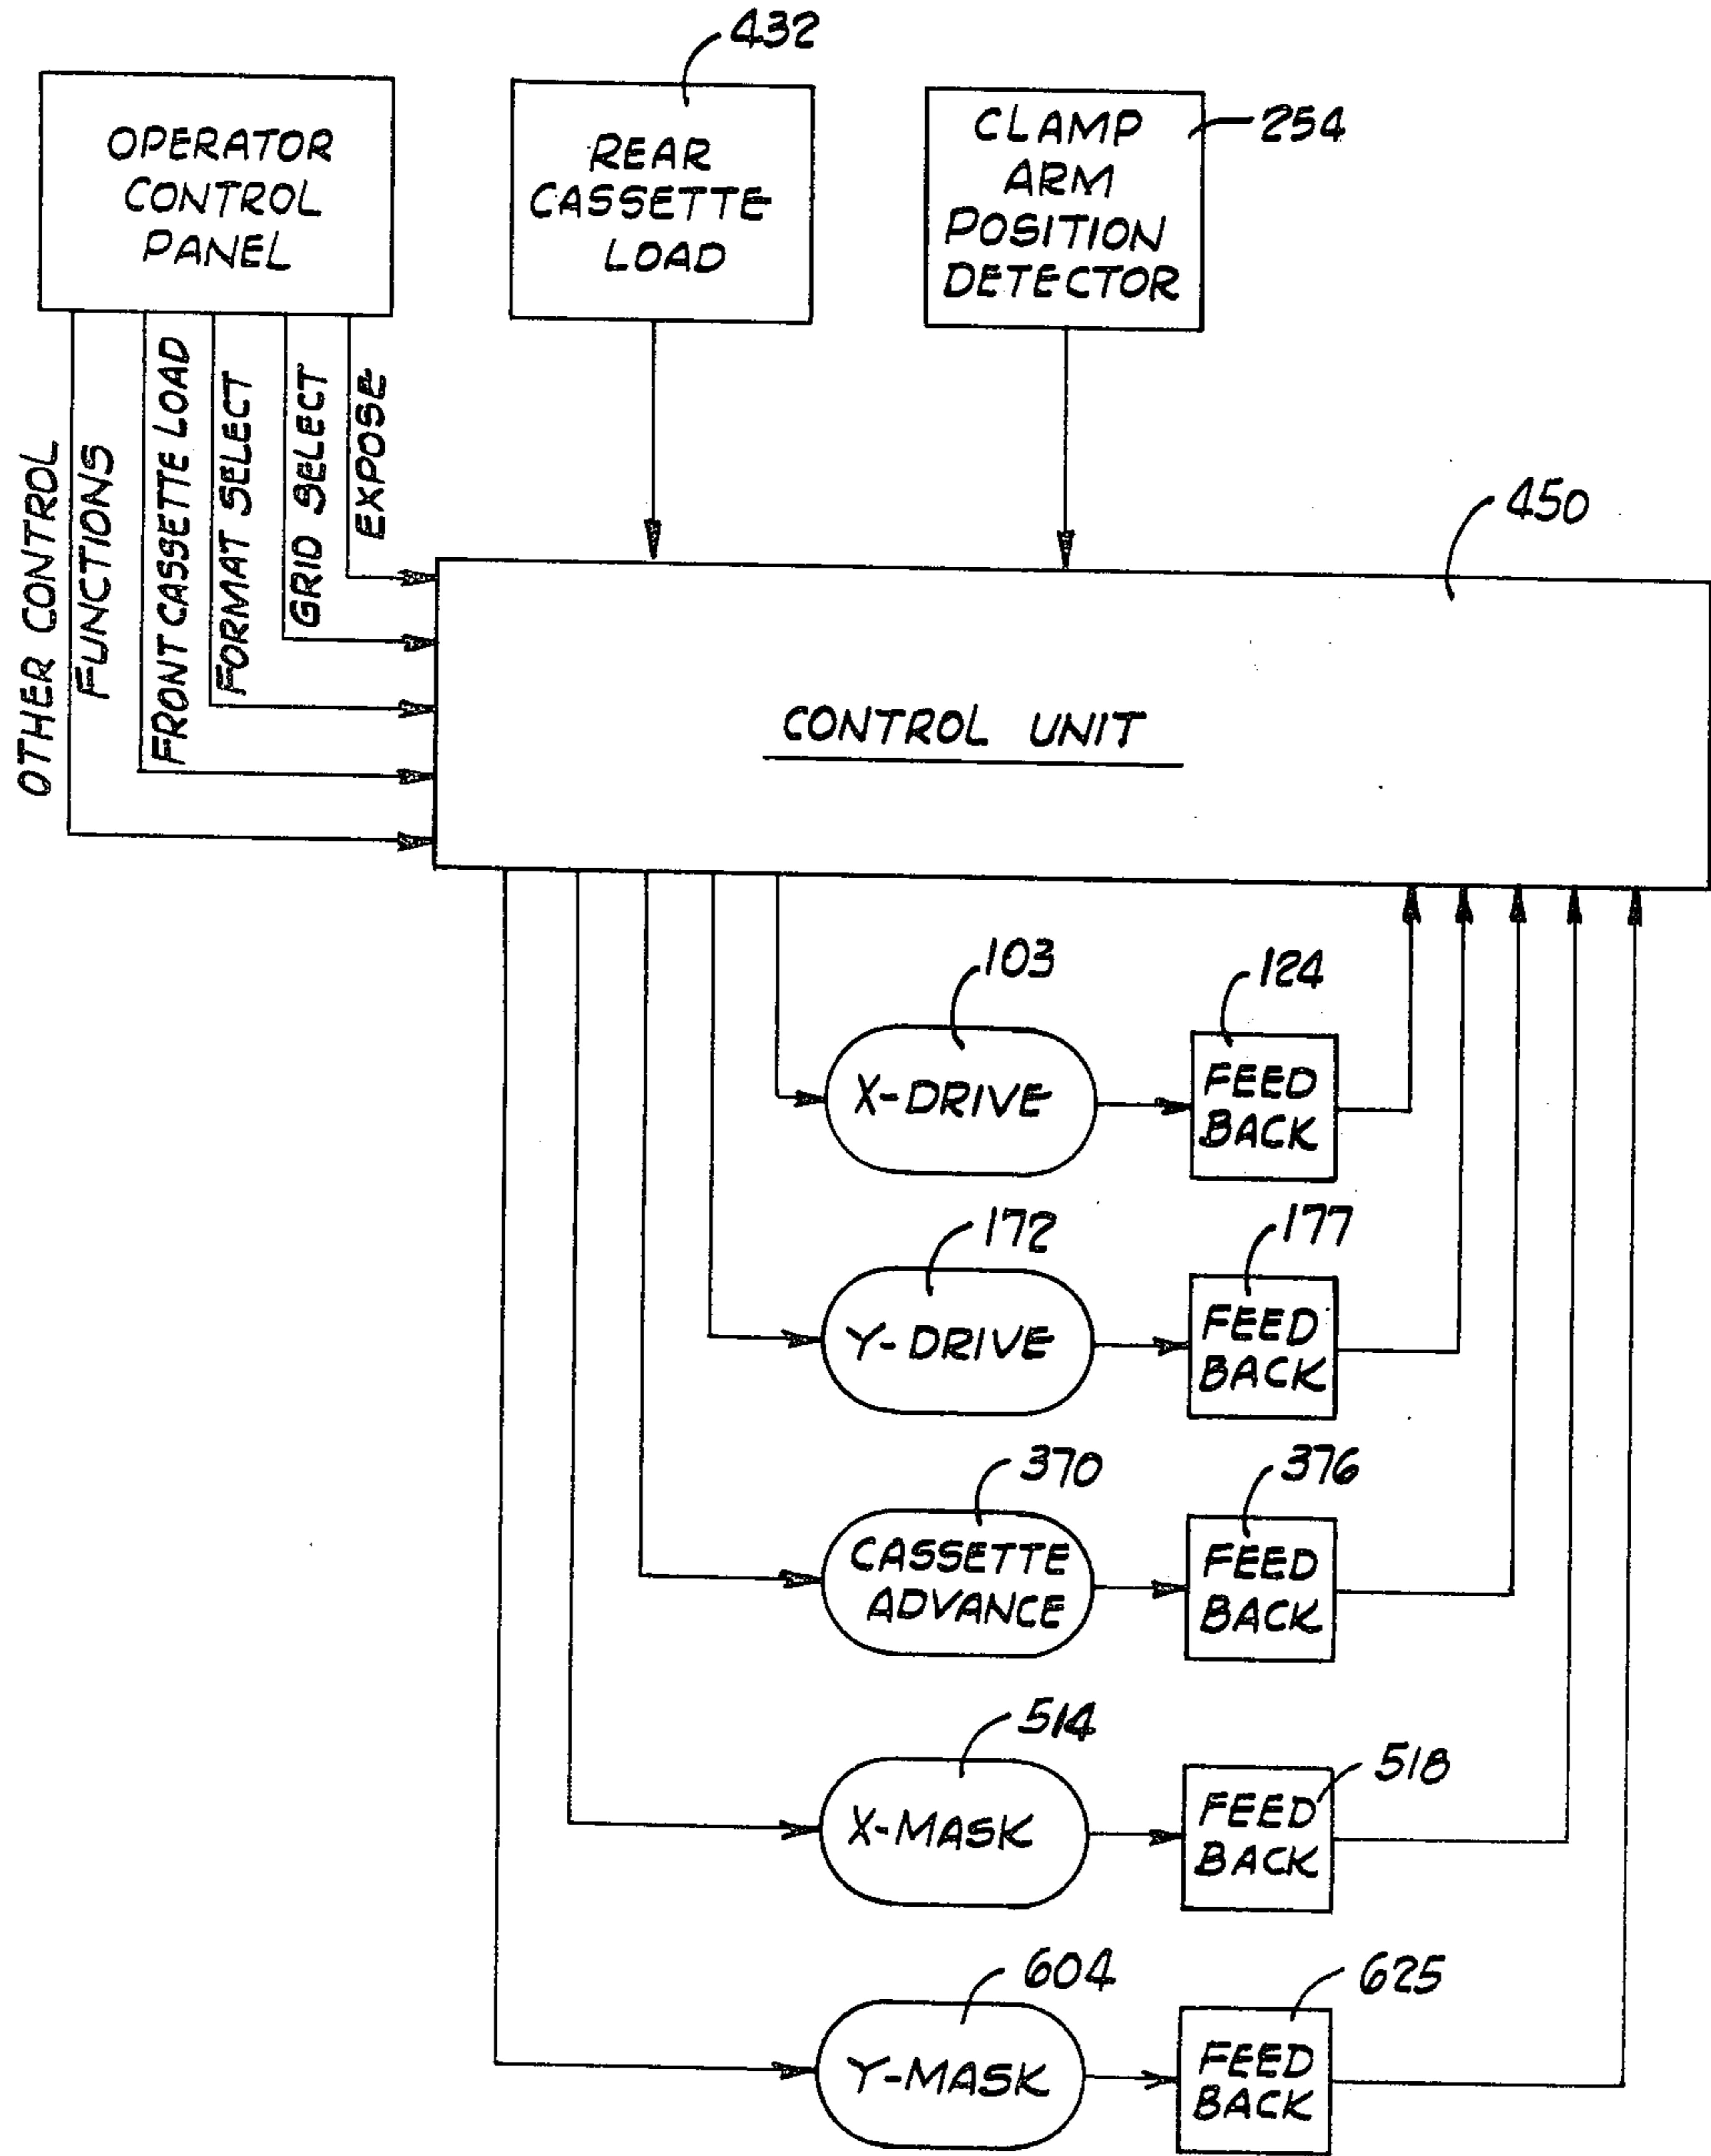 432
OPERATOR
CONTROL
PANEL
REAR
CASSETTE
LOAD
CLAMP
ARM
POSITION
DETECTOR
254
OTHER CONTROL
FUNCTIONS
FRONT CASSETTE LOAD
FORMAT SELECT
GRID SELECT
EXPOSE
450
CONTROL UNIT
103
124
X-DRIVE
FEED
BACK
172
177
Y-DRIVE
FEED
BACK
370
376
CASSETTE
ADVANCE
FEED
BACK
514
518
X-MASK
FEED
BACK
604
625
Y-MASK
FEED
BACK